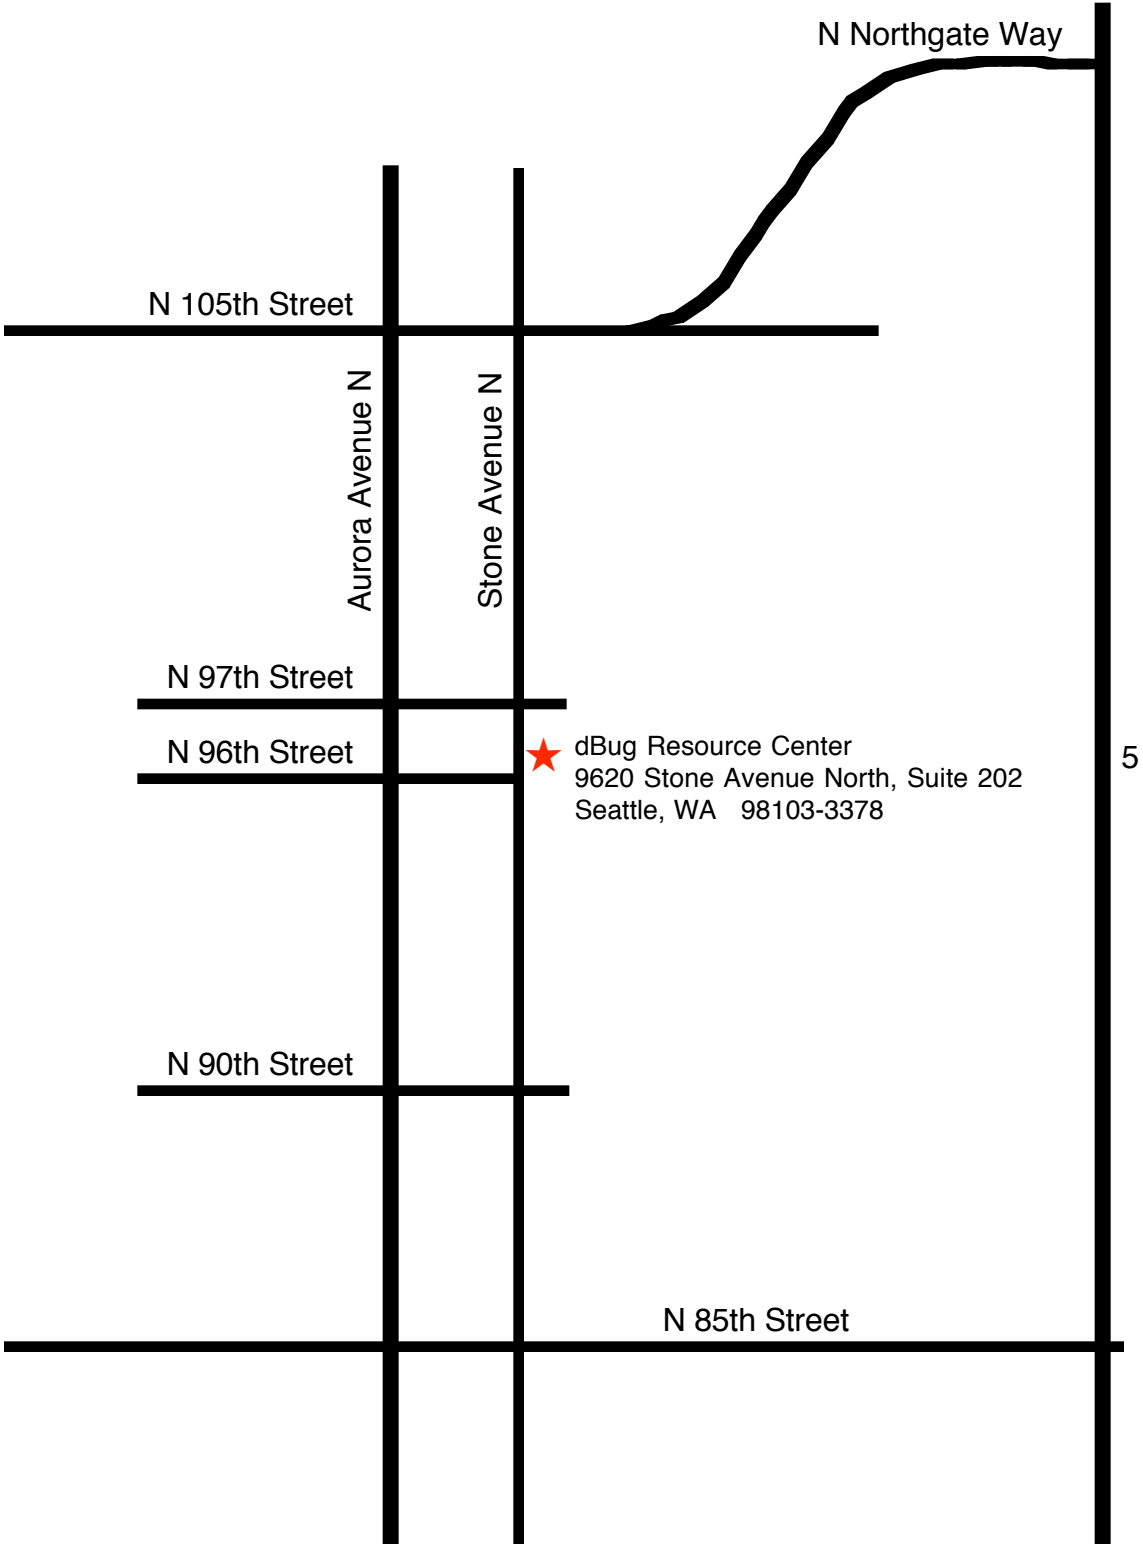 N Northgate Way
N 105th Street
Aurora Avenue N
Stone Avenue N
N 97th Street
N 96th Street
dBug Resource Center
9620 Stone Avenue North, Suite 202
Seattle, WA   98103-3378
5
N 90th Street
N 85th Street